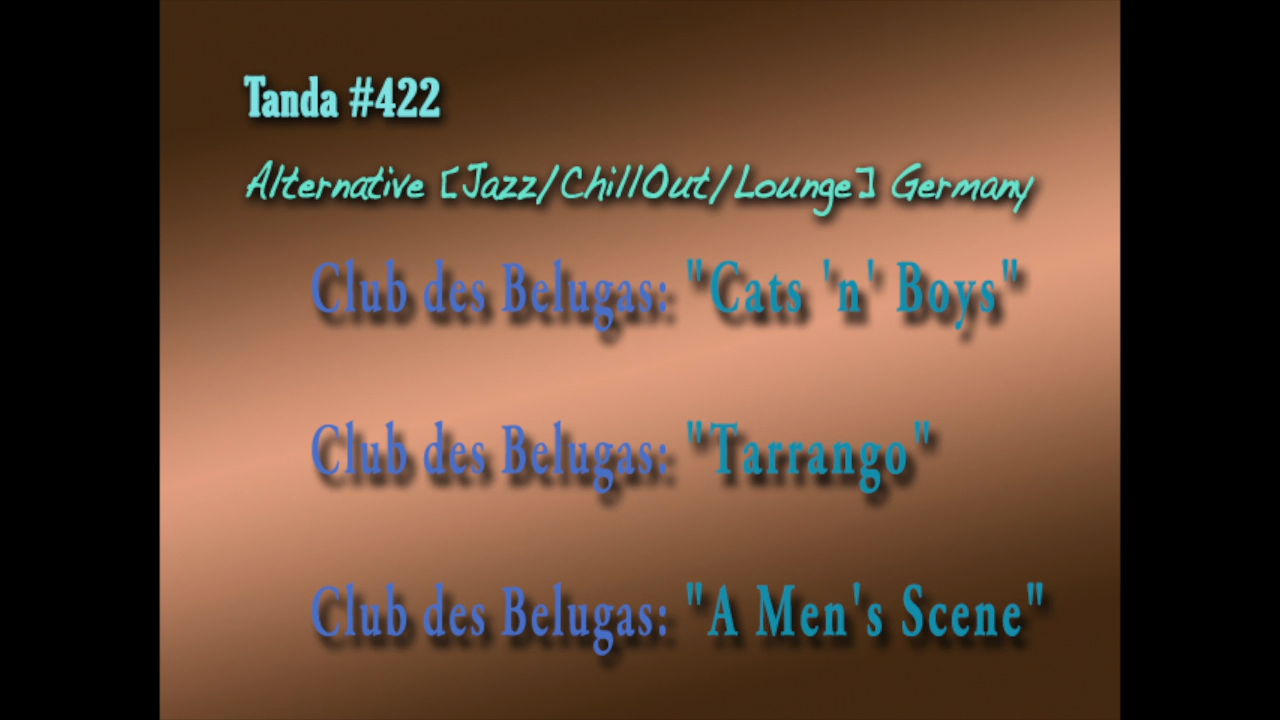 Tanda #422
Alternative [Jazz/ChillOut/Lounge] Germany
Club des Belugas: "Cats 'n' Boys"
Club des Belugas: "Tarrango"
Club des Belugas: "A Men's Scene"